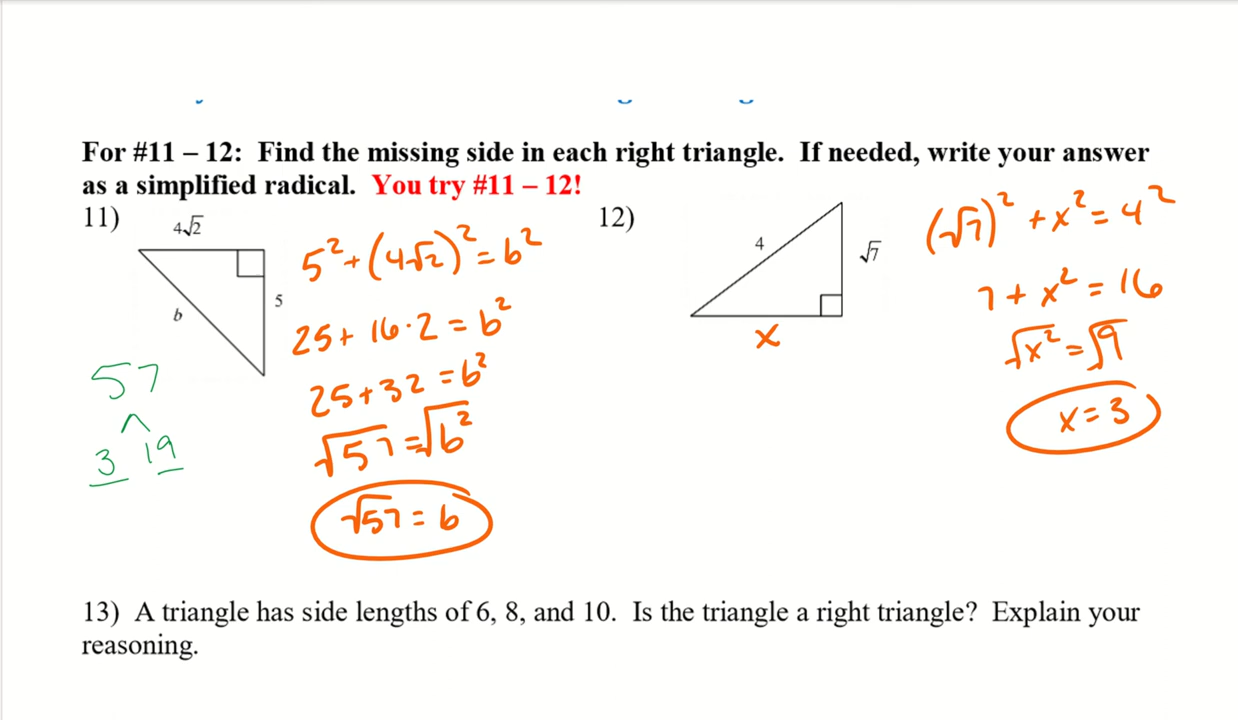 For #11 – 12: Find the missing side in each right triangle. If needed, write your answer
as a simplified radical. You try #11 – 12!
11)
4√2
5
b
5² + (4√2)² = b²
25 + 16·2 = b²
25 + 32 = b²
√57 = √b²
√57 = b
57
3 19
12)
4
√7
x
(√7)² + x² = 4²
7 + x² = 16
√x² = √9
x = 3
13) A triangle has side lengths of 6, 8, and 10. Is the triangle a right triangle? Explain your
reasoning.